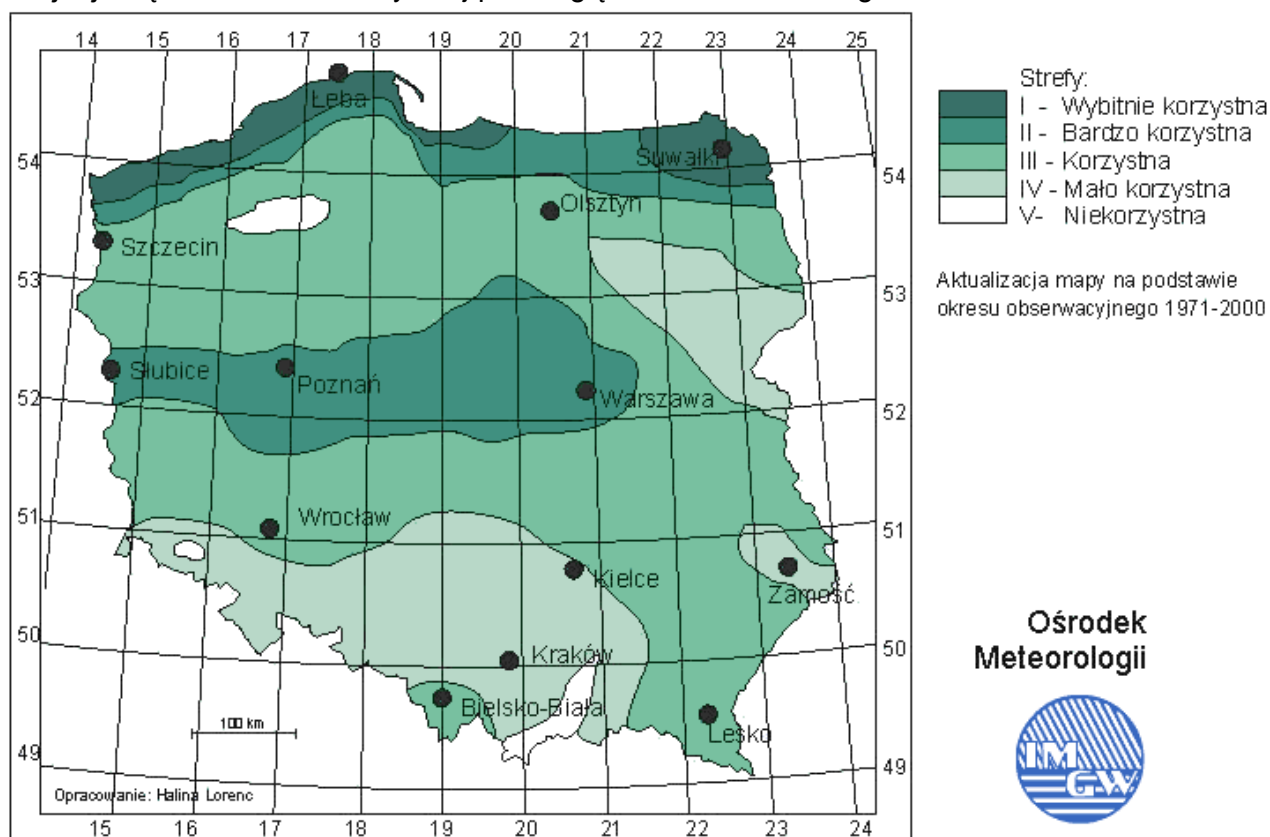 14 15 16 17 18 19 20 21 22 23 24 25
Łeba
54
Suwałki
54
Olsztyn
Szczecin
53
53
Słubice
Poznań
Warszawa
52
52
51
Wrocław
51
Kielce
Zamość
50
Kraków
50
Bielsko-Biała
Lesko
100 km
49
49
Opracowanie: Halina Lorenc
15 16 17 18 19 20 21 22 23 24
Strefy:
I - Wybitnie korzystna
II - Bardzo korzystna
III - Korzystna
IV - Mało korzystna
V- Niekorzystna
Aktualizacja mapy na podstawie
okresu obserwacyjnego 1971-2000
Ośrodek
Meteorologii
IM
GW